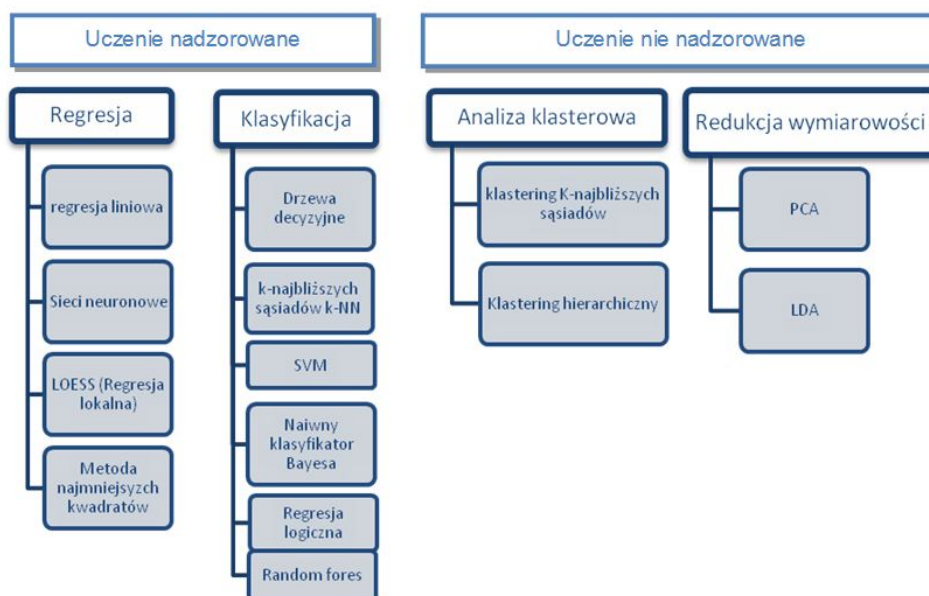 Uczenie nadzorowane
Uczenie nie nadzorowane
Regresja
regresja liniowa
Sieci neuronowe
LOESS (Regresja
lokalna)
Metoda
najmniejsyzch
kwadratów
Klasyfikacja
Drzewa
decyzyjne
k-najbliższych
sąsiadów k-NN
SVM
Naiwny
klasyfikator
Bayesa
Regresja
logiczna
Random fores
Analiza klasterowa
klastering K-najbliższych
sąsiadów
Klastering hierarchiczny
Redukcja wymiarowości
PCA
LDA